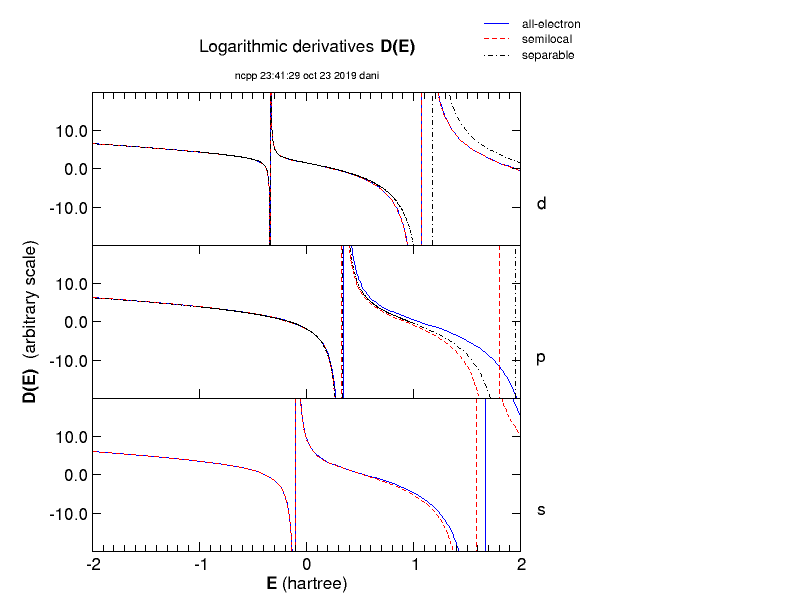 all-electron
semilocal
separable
Logarithmic derivatives D(E)
ncpp 23:41:29 oct 23 2019 dani
10.0
0.0
-10.0
d
10.0
0.0
-10.0
p
10.0
0.0
-10.0
s
D(E) (arbitrary scale)
-2 -1 0 1 2
E (hartree)